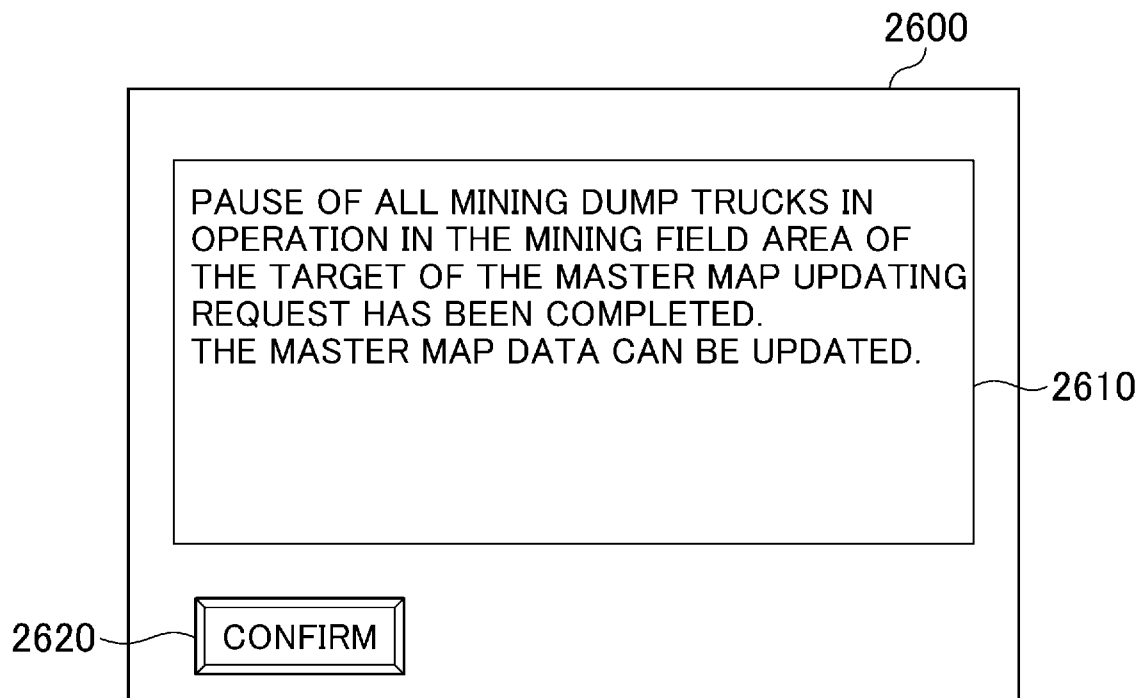 2600
PAUSE OF ALL MINING DUMP TRUCKS IN
OPERATION IN THE MINING FIELD AREA OF
THE TARGET OF THE MASTER MAP UPDATING
REQUEST HAS BEEN COMPLETED.
THE MASTER MAP DATA CAN BE UPDATED.
2610
2620
CONFIRM